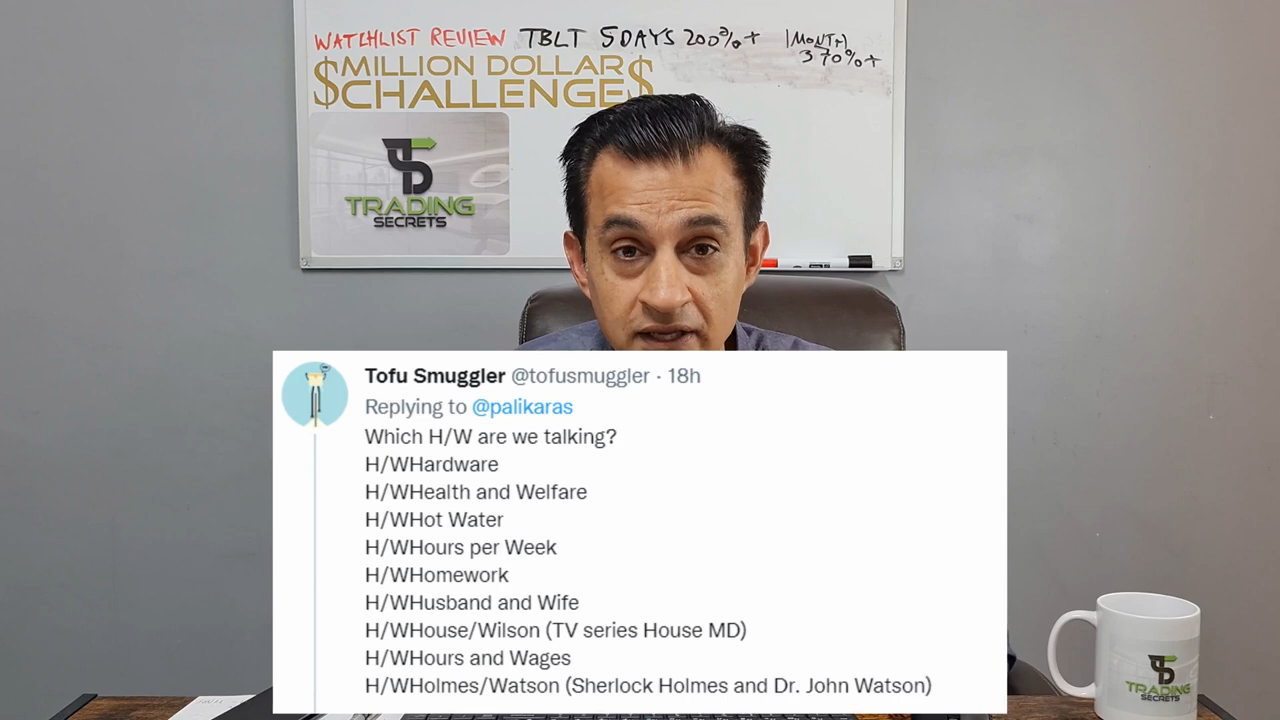 WATCHLIST REVIEW TBLT 5DAYS 200%+ 1MONTH
370%+
$MILLION DOLLAR$
CHALLENGE
TRADING
SECRETS
Tofu Smuggler @tofusmuggler · 18h
Replying to @palikaras
Which H/W are we talking?
H/WHardware
H/WHealth and Welfare
H/WHot Water
H/WHours per Week
H/WHomework
H/WHusband and Wife
H/WHouse/Wilson (TV series House MD)
H/WHours and Wages
H/WHolmes/Watson (Sherlock Holmes and Dr. John Watson)
TRADING
SECRETS